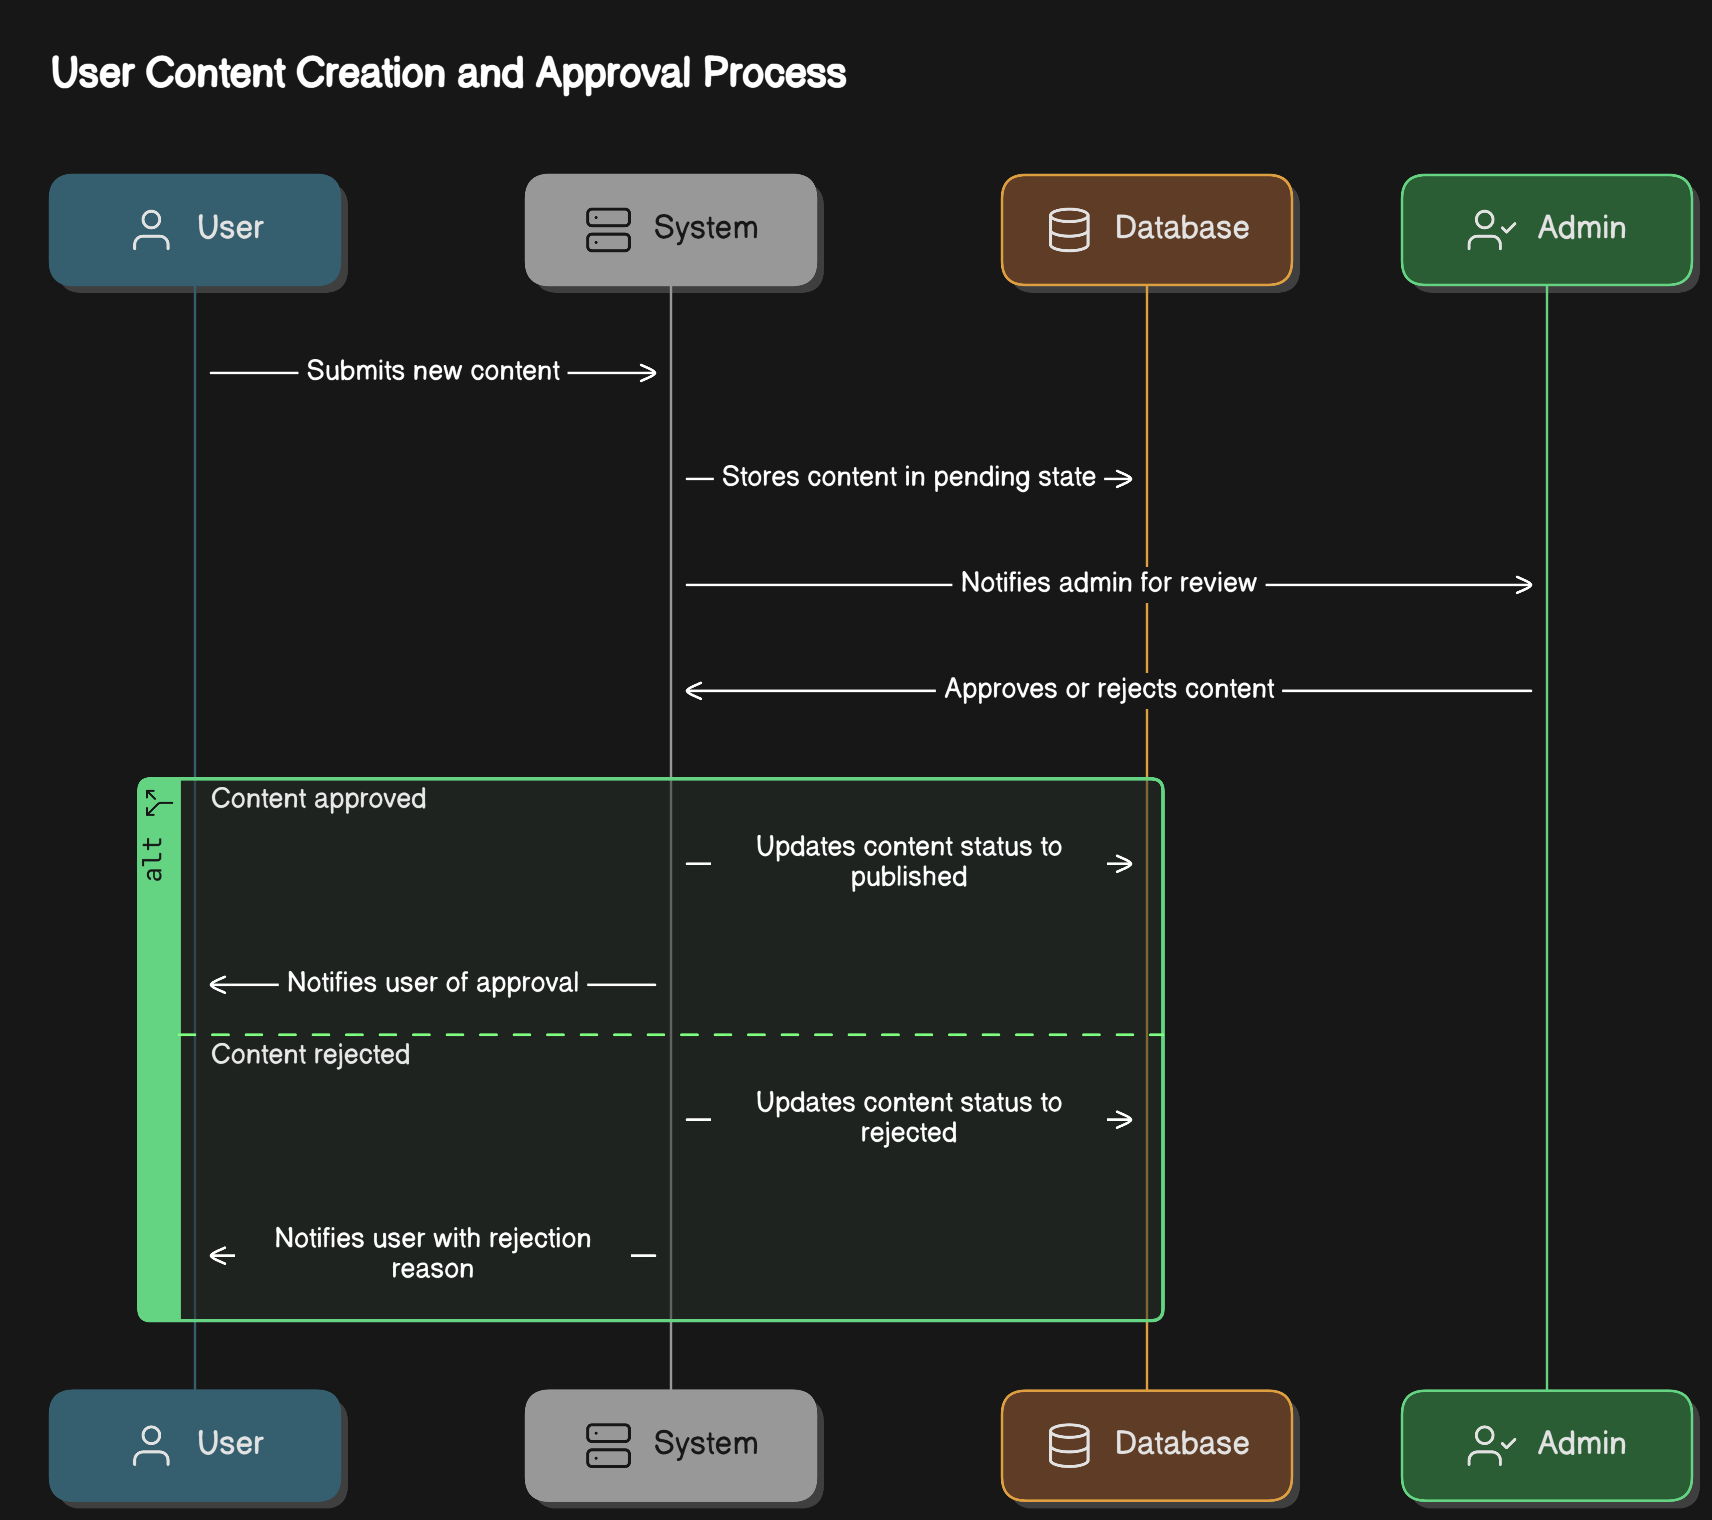 User Content Creation and Approval Process
User
System
Database
Admin
Submits new content
Stores content in pending state
Notifies admin for review
Approves or rejects content
alt
Content approved
Updates content status to
published
Notifies user of approval
Content rejected
Updates content status to
rejected
Notifies user with rejection
reason
User
System
Database
Admin